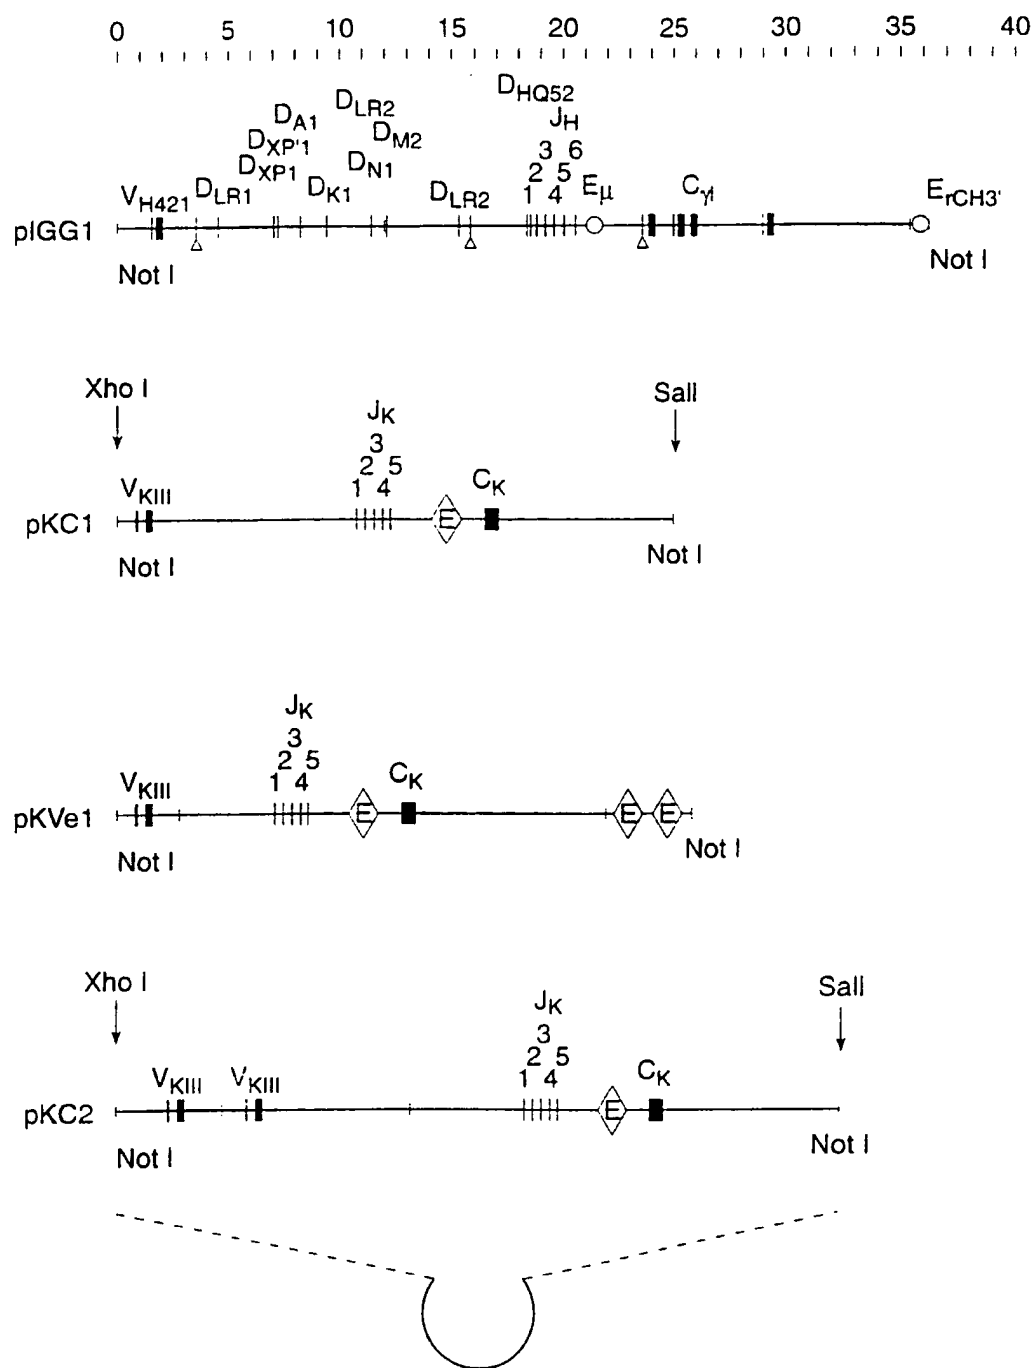 0 5 10 15 20 25 30 35 40
DHQ52
DLR2
DA1 JH
DM2
DXP'1 3 6
DXP1 DN1 2 5
VH421 DLR1 DK1 DLR2 1 4 Eμ CγI ErCH3'
pIGG1
Not I Not I
Xho I SalI
JK
3
2 5
1 4
VKIII CK
pKC1 E
Not I Not I
JK
3
2 5
1 4
VKIII CK
pKVe1 E E E
Not I Not I
Xho I SalI
JK
3
2 5
1 4
VKIII VKIII CK
pKC2 E
Not I Not I